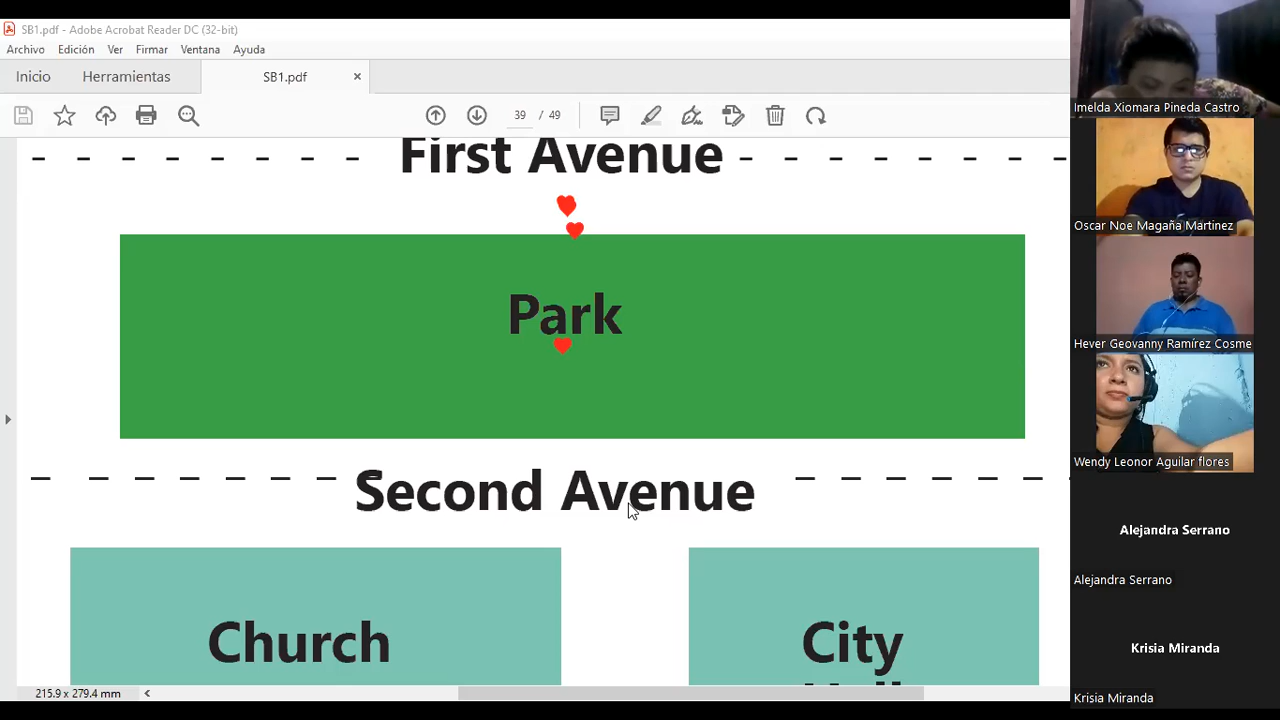 SB1.pdf - Adobe Acrobat Reader DC (32-bit)
Archivo Edición Ver Firmar Ventana Ayuda
Inicio Herramientas SB1.pdf ×
39 / 49
First Avenue
Park
Second Avenue
Church
City
215.9 x 279.4 mm
Imelda Xiomara Pineda Castro
Oscar Noe Magaña Martinez
Hever Geovanny Ramírez Cosme
Wendy Leonor Aguilar flores
Alejandra Serrano
Alejandra Serrano
Krisia Miranda
Krisia Miranda